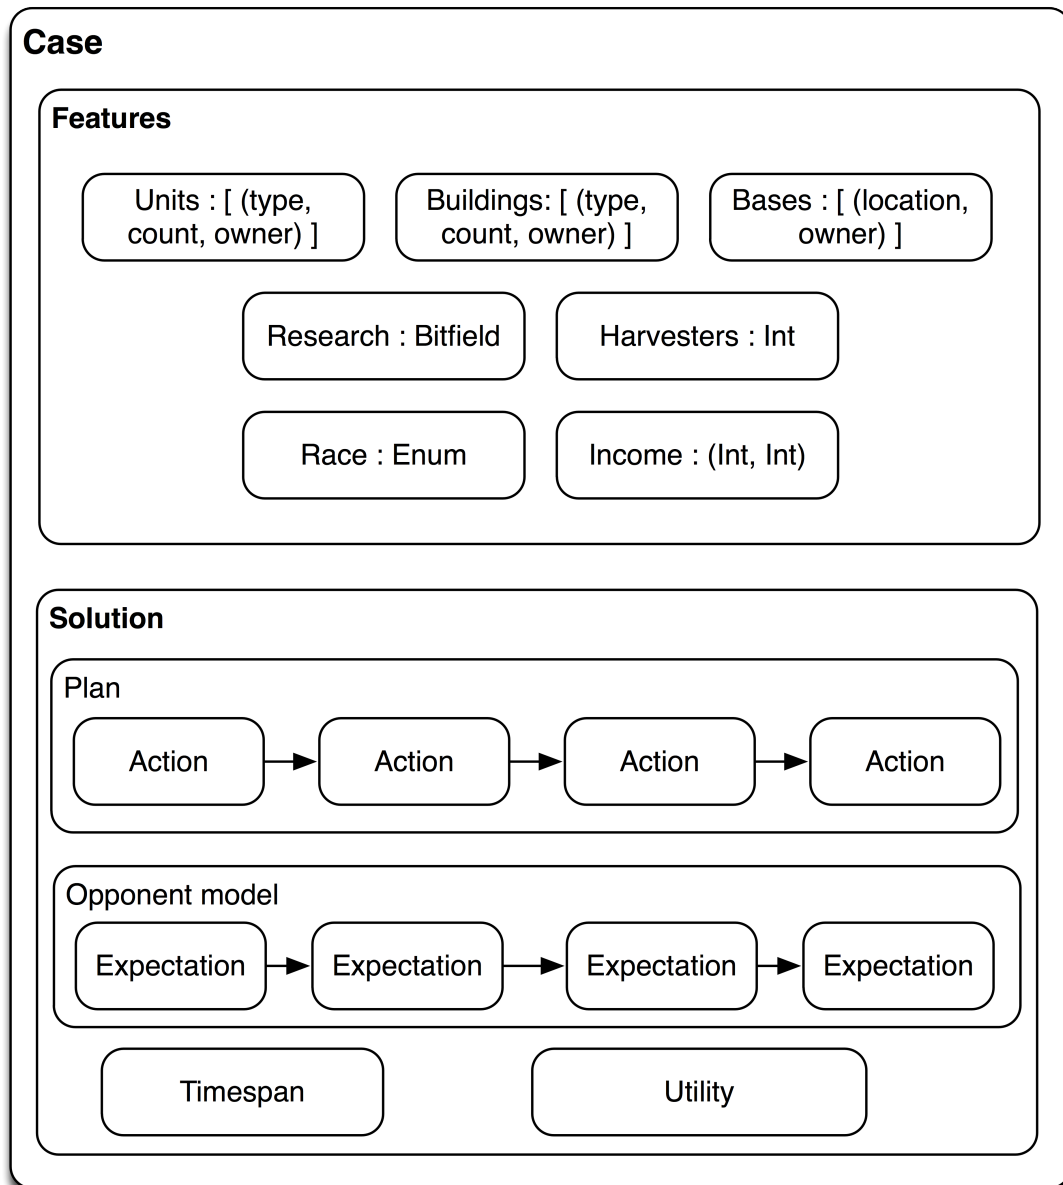 Case
Features
Units : [ (type,
count, owner) ]
Buildings: [ (type,
count, owner) ]
Bases : [ (location,
owner) ]
Research : Bitfield
Harvesters : Int
Race : Enum
Income : (Int, Int)
Solution
Plan
Action
Action
Action
Action
Opponent model
Expectation
Expectation
Expectation
Expectation
Timespan
Utility